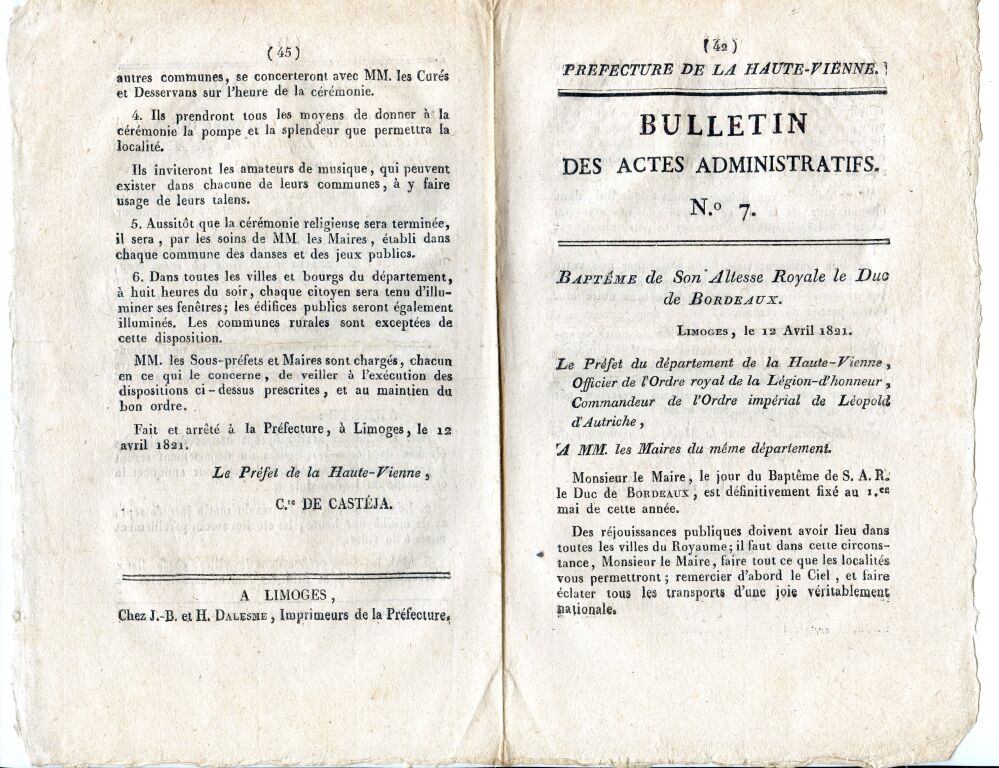 (45)
autres communes, se concerteront avec MM. les Curés
et Desservans sur l'heure de la cérémonie.
4. Ils prendront tous les moyens de donner à la
cérémonie la pompe et la splendeur que permettra la
localité.
Ils inviteront les amateurs de musique, qui peuvent
exister dans chacune de leurs communes, à y faire
usage de leurs talens.
5. Aussitôt que la cérémonie religieuse sera terminée,
il sera, par les soins de MM. les Maires, établi dans
chaque commune des danses et des jeux publics.
6. Dans toutes les villes et bourgs du département,
à huit heures du soir, chaque citoyen sera tenu d'illu-
miner ses fenêtres; les édifices publics seront également
illuminés. Les communes rurales sont exceptées de
cette disposition.
MM. les Sous-préfets et Maires sont chargés, chacun
en ce qui le concerne, de veiller à l'exécution des
dispositions ci-dessus prescrites, et au maintien du
bon ordre.
Fait et arrêté à la Préfecture, à Limoges, le 12
avril 1821.
Le Préfet de la Haute-Vienne,
C.te DE CASTÉJA.
A LIMOGES,
Chez J.-B. et H. DALESME, Imprimeurs de la Préfecture.
(42)
PRÉFECTURE DE LA HAUTE-VIENNE.
BULLETIN
DES ACTES ADMINISTRATIFS.
N.o 7.
BAPTÊME de Son Altesse Royale le Duc
de BORDEAUX.
LIMOGES, le 12 Avril 1821.
Le Préfet du département de la Haute-Vienne,
Officier de l'Ordre royal de la Légion-d'honneur,
Commandeur de l'Ordre impérial de Léopold
d'Autriche,
A MM. les Maires du même département.
Monsieur le Maire, le jour du Baptême de S. A. R.
le Duc de BORDEAUX, est définitivement fixé au 1.er
mai de cette année.
Des réjouissances publiques doivent avoir lieu dans
toutes les villes du Royaume; il faut dans cette circons-
tance, Monsieur le Maire, faire tout ce que les localités
vous permettront; remercier d'abord le Ciel, et faire
éclater tous les transports d'une joie véritablement
nationale.